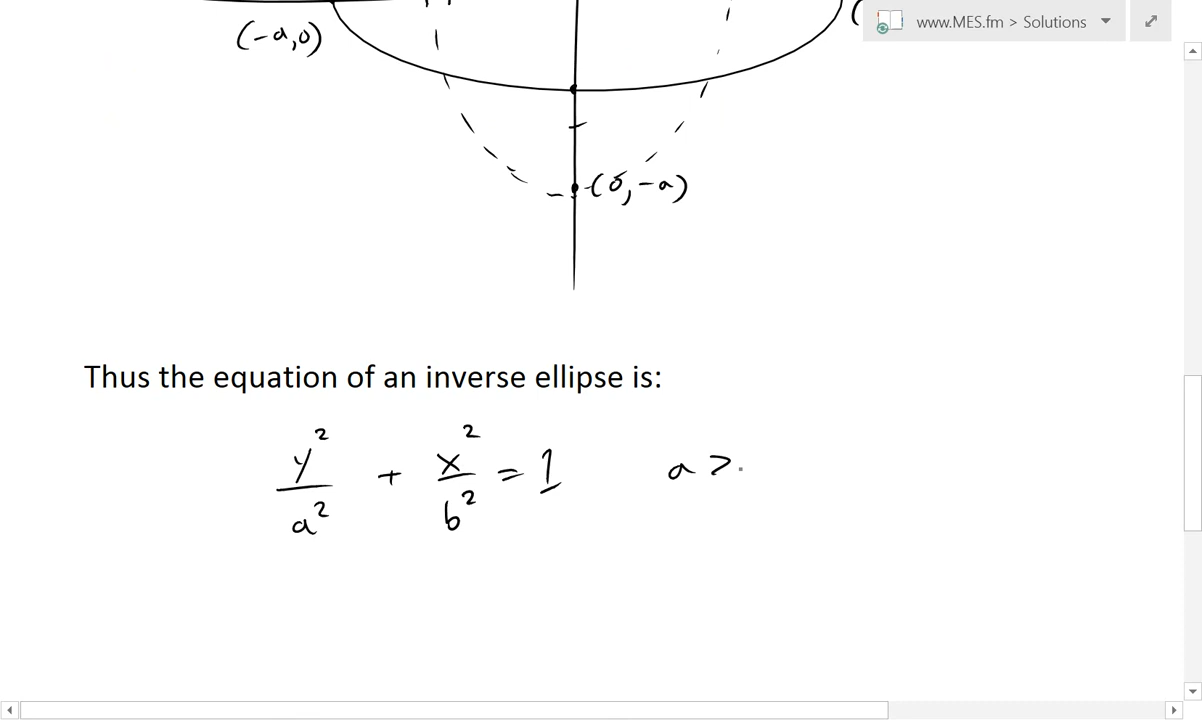 www.MES.fm > Solutions
(-a,0)
(
(0,-a)
Thus the equation of an inverse ellipse is:
y²/a² + x²/b² = 1 a >